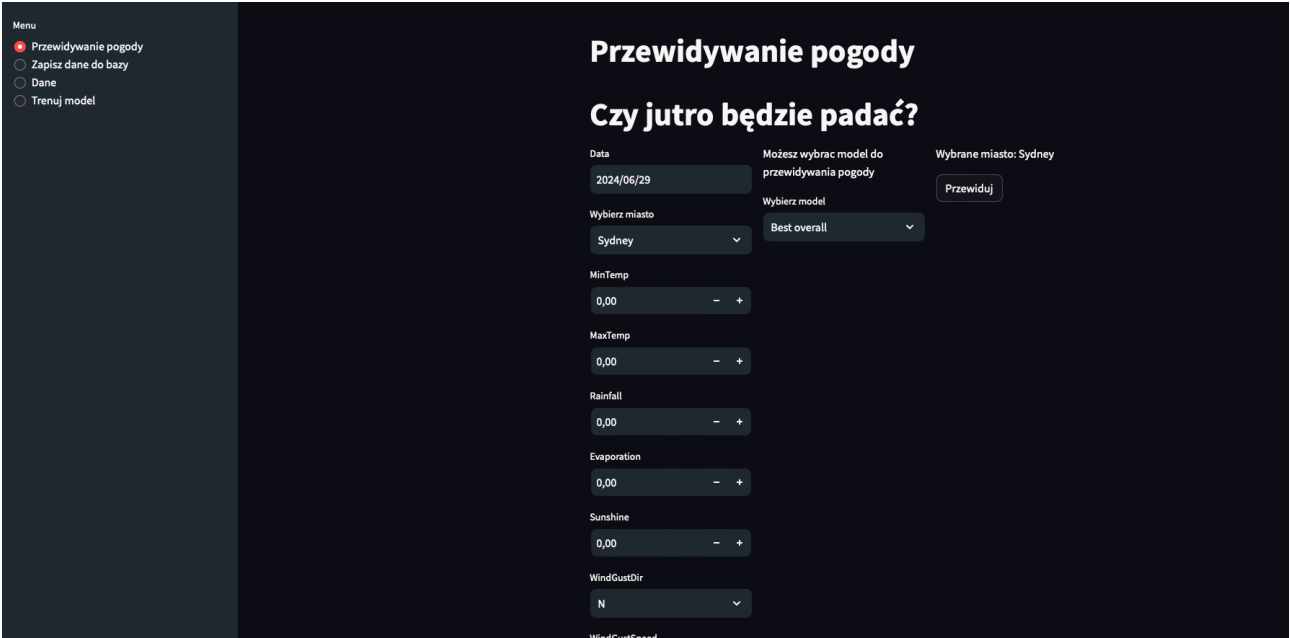 Menu
Przewidywanie pogody
Zapisz dane do bazy
Dane
Trenuj model
Przewidywanie pogody
Czy jutro będzie padać?
Data
2024/06/29
Wybierz miasto
Sydney
MinTemp
0,00
MaxTemp
0,00
Rainfall
0,00
Evaporation
0,00
Sunshine
0,00
WindGustDir
N
WindGustSpeed
Możesz wybrac model do
przewidywania pogody
Wybierz model
Best overall
Wybrane miasto: Sydney
Przewiduj